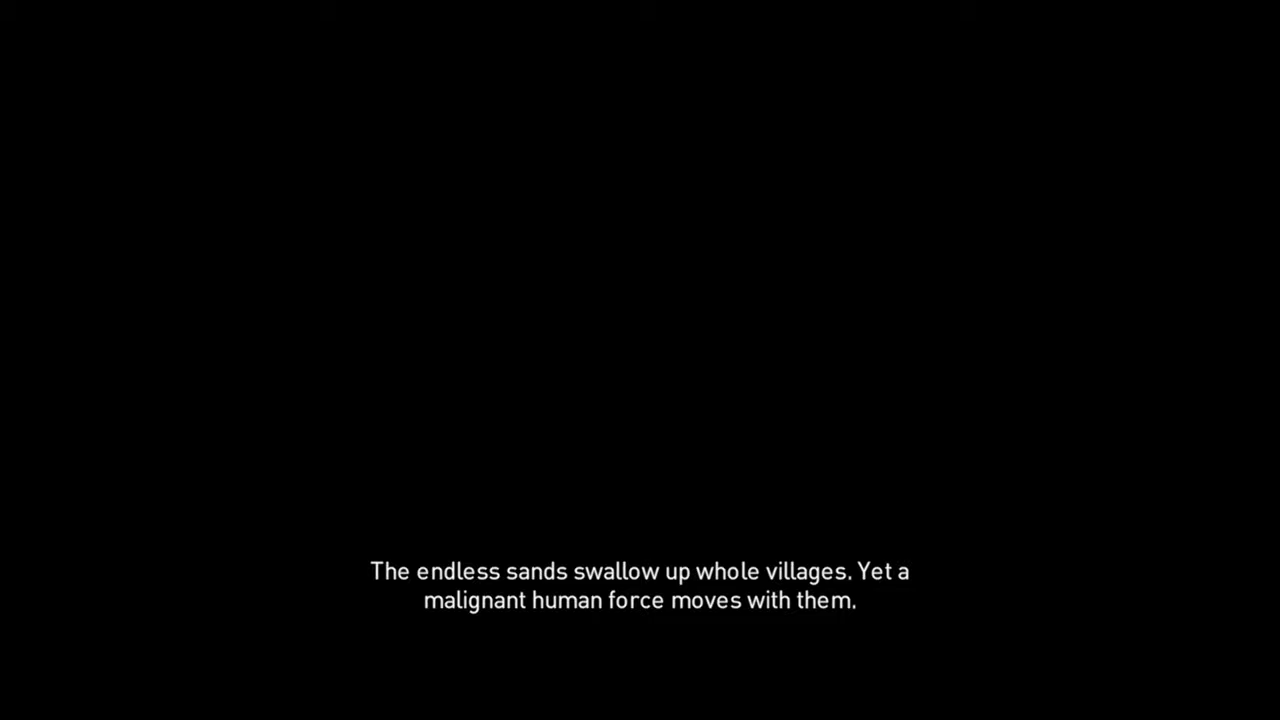 The endless sands swallow up whole villages. Yet a
malignant human force moves with them.